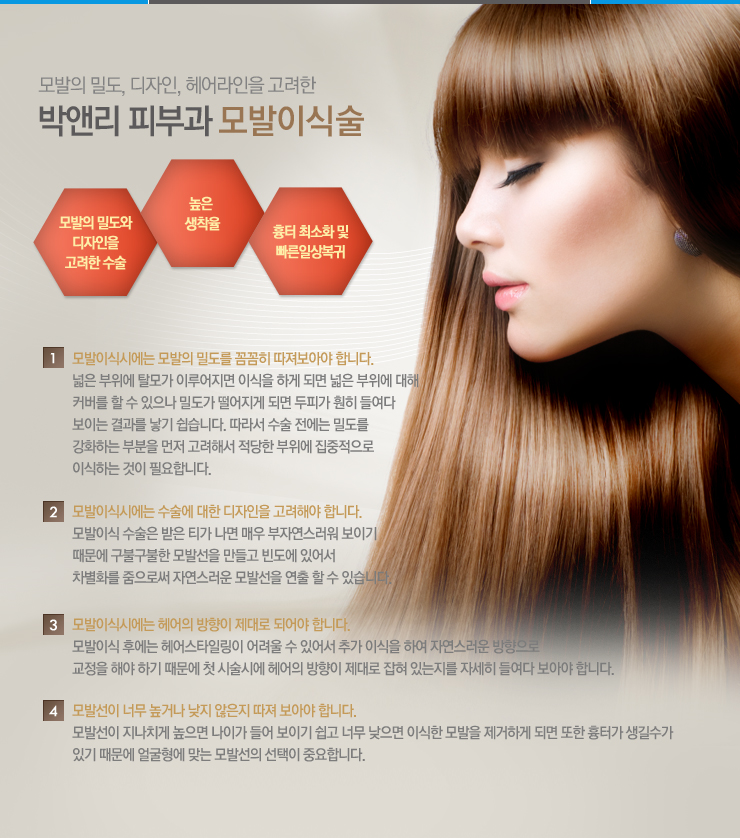 모발의 밀도, 디자인, 헤어라인을 고려한
박앤리 피부과 모발이식술
모발의 밀도와
디자인을
고려한 수술
높은
생착율
흉터 최소화 및
빠른일상복귀
1 모발이식시에는 모발의 밀도를 꼼꼼히 따져보아야 합니다.
넓은 부위에 탈모가 이루어지면 이식을 하게 되면 넓은 부위에 대해
커버를 할 수 있으나 밀도가 떨어지게 되면 두피가 훤히 들여다
보이는 결과를 낳기 쉽습니다. 따라서 수술 전에는 밀도를
강화하는 부분을 먼저 고려해서 적당한 부위에 집중적으로
이식하는 것이 필요합니다.
2 모발이식시에는 수술에 대한 디자인을 고려해야 합니다.
모발이식 수술은 받은 티가 나면 매우 부자연스러워 보이기
때문에 구불구불한 모발선을 만들고 빈도에 있어서
차별화를 줌으로써 자연스러운 모발선을 연출 할 수 있습니다.
3 모발이식시에는 헤어의 방향이 제대로 되어야 합니다.
모발이식 후에는 헤어스타일링이 어려울 수 있어서 추가 이식을 하여 자연스러운 방향으로
교정을 해야 하기 때문에 첫 시술시에 헤어의 방향이 제대로 잡혀 있는지를 자세히 들여다 보아야 합니다.
4 모발선이 너무 높거나 낮지 않은지 따져 보아야 합니다.
모발선이 지나치게 높으면 나이가 들어 보이기 쉽고 너무 낮으면 이식한 모발을 제거하게 되면 또한 흉터가 생길수가
있기 때문에 얼굴형에 맞는 모발선의 선택이 중요합니다.